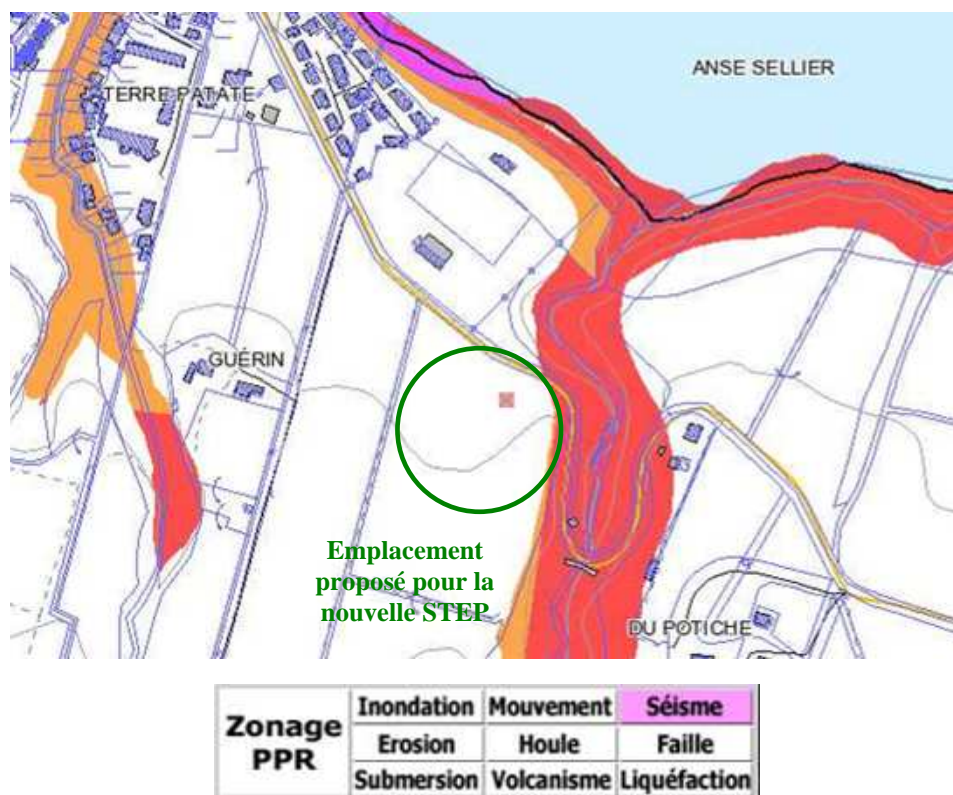 ANSE SELLIER
TERRE PATATE
GUÉRIN
Emplacement
proposé pour la
nouvelle STEP
DU POTICHE
Zonage
PPR
Inondation Mouvement Séisme
Erosion Houle Faille
Submersion Volcanisme Liquéfaction